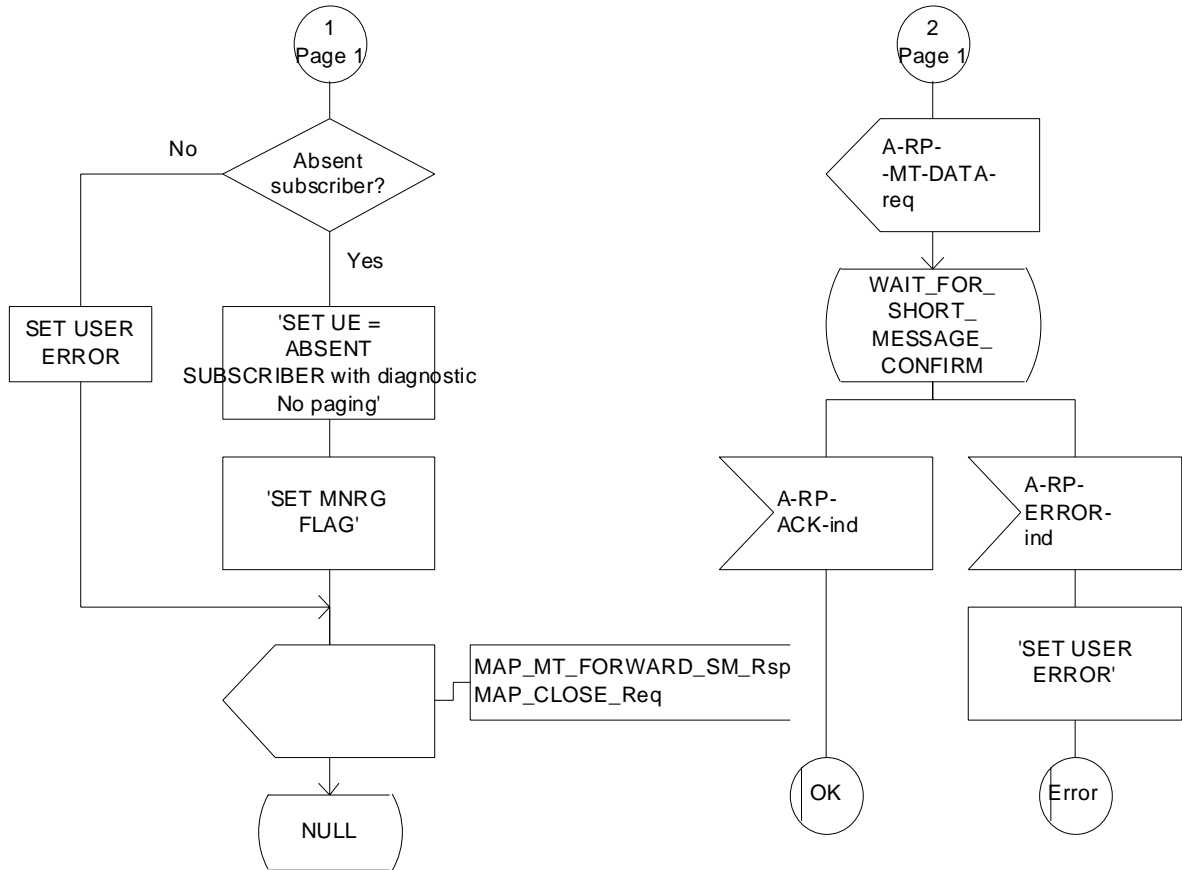 1
Page 1
No
Absent
subscriber?
Yes
SET USER
ERROR
'SET UE =
ABSENT
SUBSCRIBER with diagnostic
No paging'
'SET MNRG
FLAG'
MAP_MT_FORWARD_SM_Rsp
MAP_CLOSE_Req
NULL
2
Page 1
A-RP-
-MT-DATA-
req
WAIT_FOR_
SHORT_
MESSAGE_
CONFIRM
A-RP-
ACK-ind
A-RP-
ERROR-
ind
'SET USER
ERROR'
OK
Error